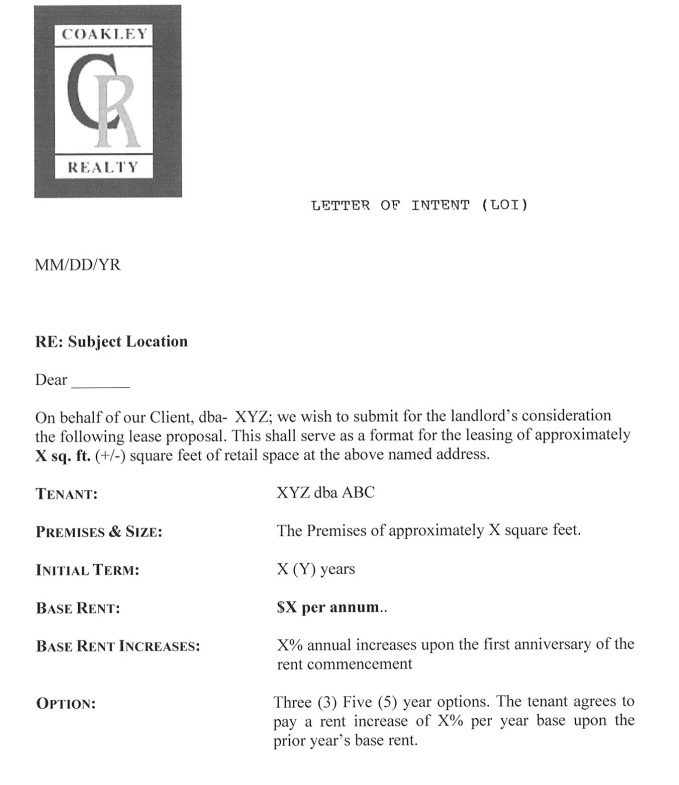 COAKLEY
CR
REALTY
LETTER OF INTENT (LOI)
MM/DD/YR
RE: Subject Location
Dear _______
On behalf of our Client, dba- XYZ; we wish to submit for the landlord's consideration
the following lease proposal. This shall serve as a format for the leasing of approximately
X sq. ft. (+/-) square feet of retail space at the above named address.
TENANT: XYZ dba ABC
PREMISES & SIZE: The Premises of approximately X square feet.
INITIAL TERM: X (Y) years
BASE RENT: $X per annum..
BASE RENT INCREASES: X% annual increases upon the first anniversary of the
rent commencement
OPTION: Three (3) Five (5) year options. The tenant agrees to
pay a rent increase of X% per year base upon the
prior year's base rent.